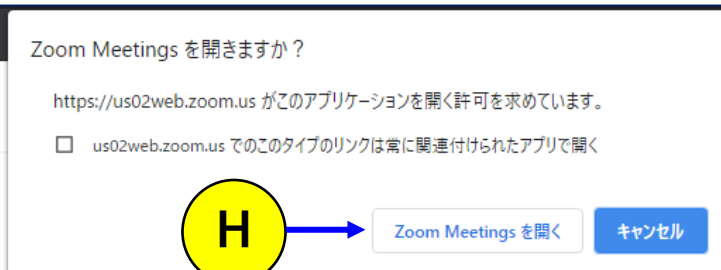 Zoom Meetings を開きますか？
https://us02web.zoom.us がこのアプリケーションを開く許可を求めています。
us02web.zoom.us でのこのタイプのリンクは常に関連付けられたアプリで開く
H Zoom Meetings を開く キャンセル